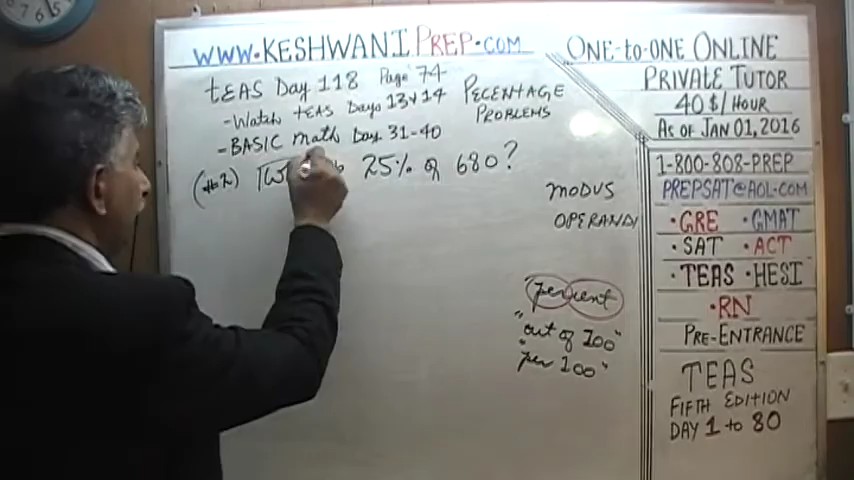 WWW.KESHWANIPREP.COM
tEAS Day 118 Page 74
-Watch tEAS Days 13+14
-BASIC math Day 31-40
PECENTAGE
PROBLEMS
25% of 680?
MODUS
OPERANDI
"percent"
"out of 100"
"per 100"
ONE-to-ONE ONLINE
PRIVATE TUTOR
40 $/HOUR
AS OF JAN 01, 2016
1-800-808-PREP
PREPSAT@AOL.COM
•GRE •GMAT
•SAT •ACT
•TEAS •HESI
•RN
PRE-ENTRANCE
TEAS
FIFTH EDITION
DAY 1 to 80